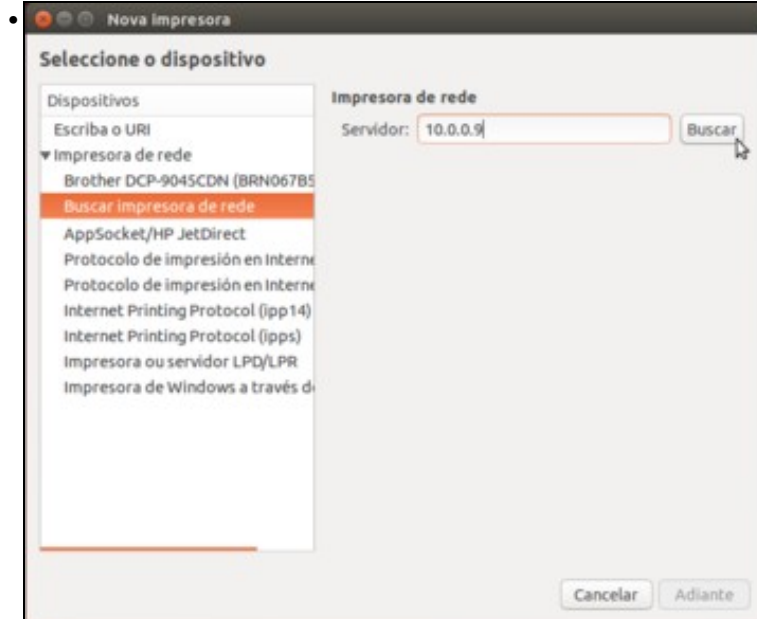 Nova impresora
Seleccione o dispositivo
Dispositivos
Escriba o URI
Impresora de rede
Brother DCP-9045CDN (BRN067B5
Buscar impresora de rede
AppSocket/HP JetDirect
Protocolo de impresión en Interne
Protocolo de impresión en Interne
Internet Printing Protocol (ipp14)
Internet Printing Protocol (ipps)
Impresora ou servidor LPD/LPR
Impresora de Windows a través de
Impresora de rede
Servidor: 10.0.0.9 Buscar
Cancelar Adiante